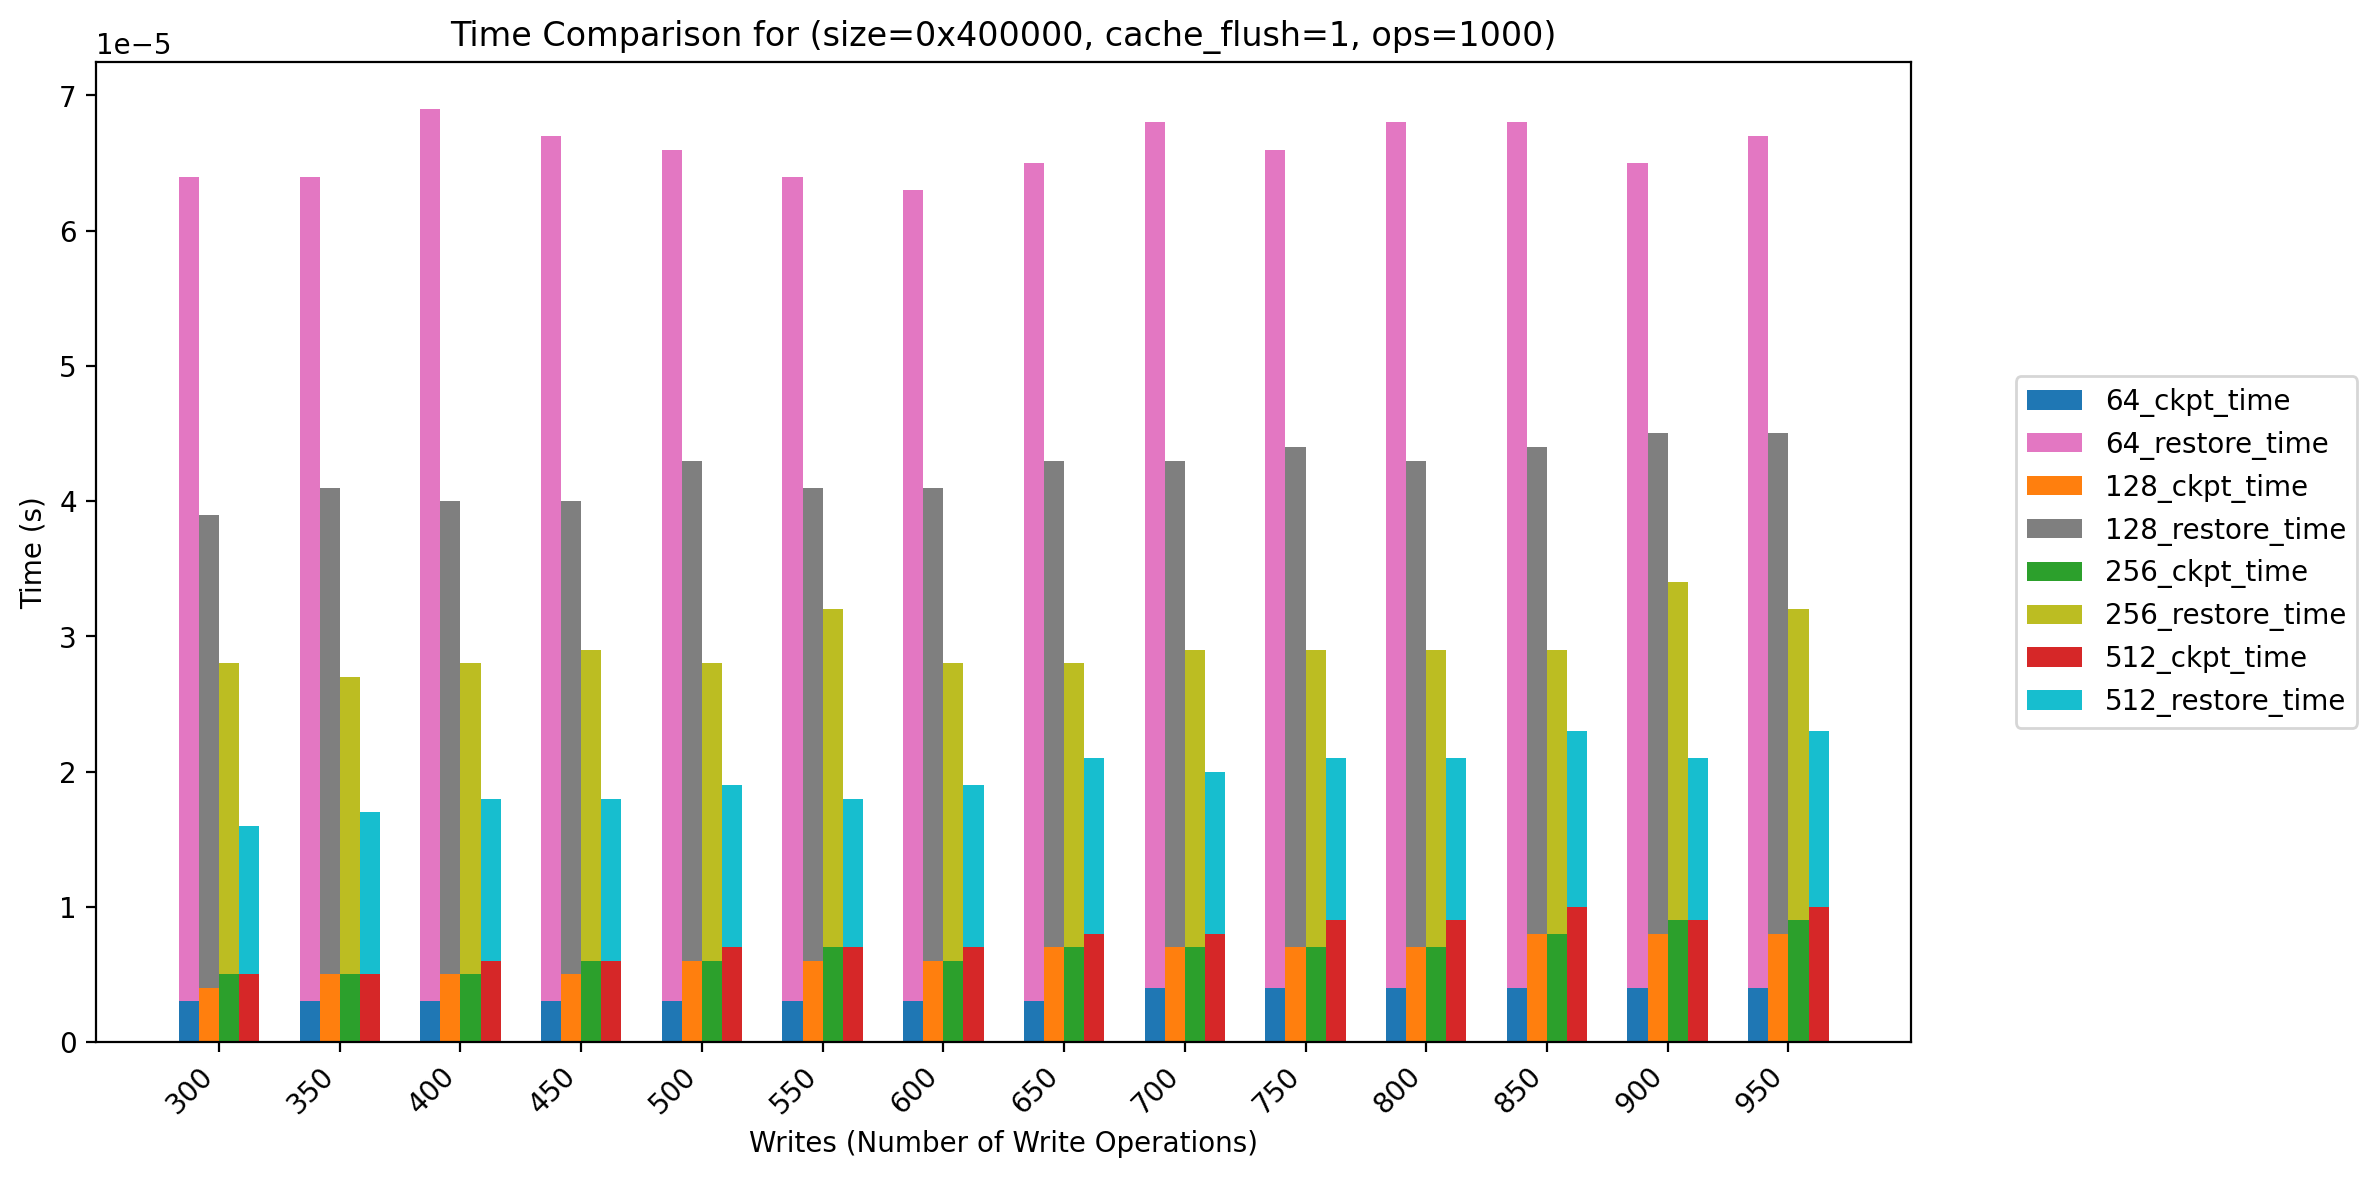 Time Comparison for (size=0x400000, cache_flush=1, ops=1000)
1e−5
7
6
5
4
3
2
1
0
Time (s)
300 350 400 450 500 550 600 650 700 750 800 850 900 950
Writes (Number of Write Operations)
64_ckpt_time
64_restore_time
128_ckpt_time
128_restore_time
256_ckpt_time
256_restore_time
512_ckpt_time
512_restore_time